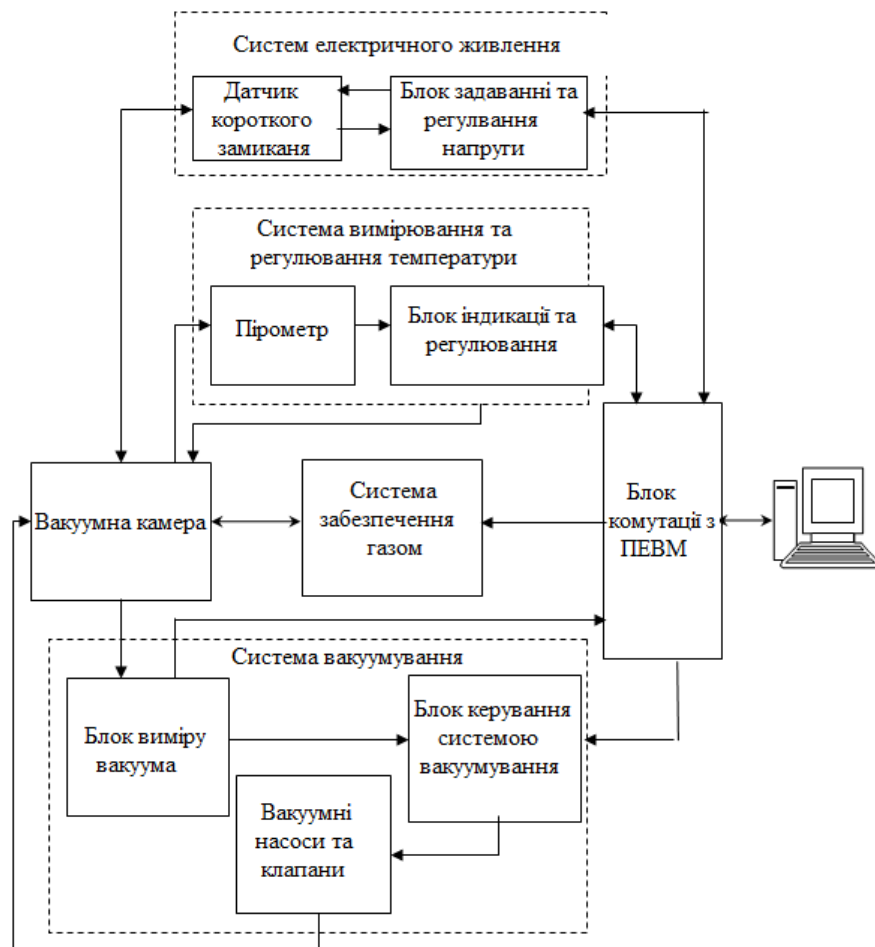 Систем електричного живлення
Датчик
короткого
замиканя
Блок задаванні та
регулвання
напруги
Система вимірювання та
регулювання температури
Пірометр
Блок індикації та
регулювання
Вакуумна камера
Система
забезпечення
газом
Блок
комутації з
ПЕВМ
Система вакуумування
Блок виміру
вакуума
Блок керування
системою
вакуумування
Вакуумні
насоси та
клапани